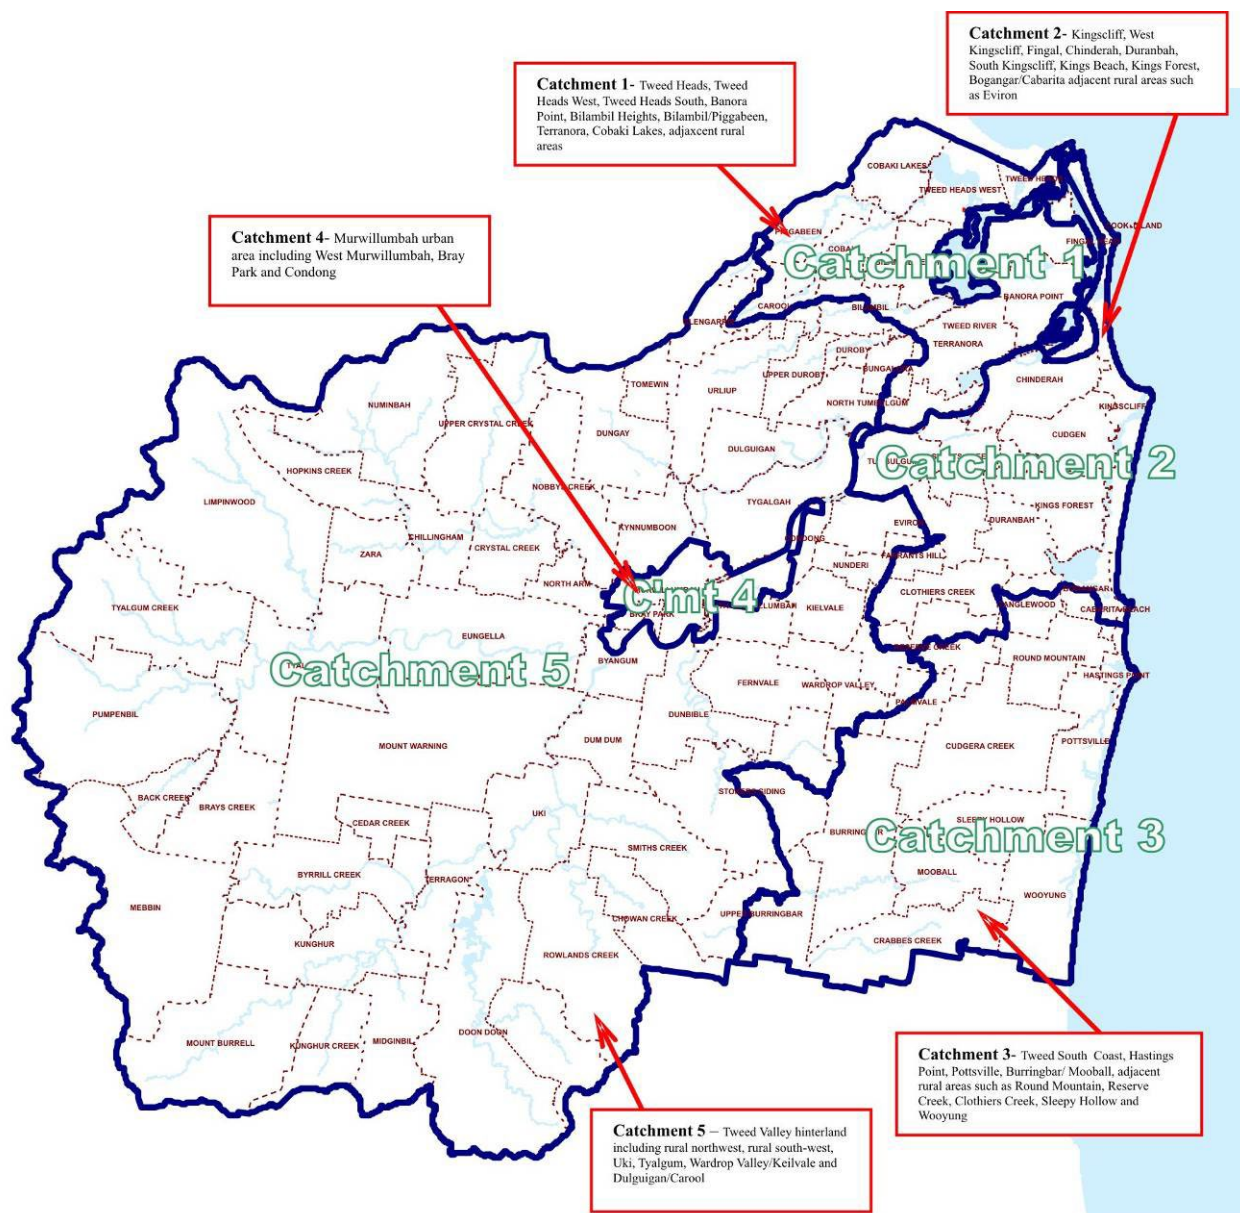 Catchment 2- Kingscliff, West
Kingscliff, Fingal, Chinderah, Duranbah,
South Kingscliff, Kings Beach, Kings Forest,
Bogangar/Cabarita adjacent rural areas such
as Eviron
Catchment 1- Tweed Heads, Tweed
Heads West, Tweed Heads South, Banora
Point, Bilambil Heights, Bilambil/Piggabeen,
Terranora, Cobaki Lakes, adjaxcent rural
areas
Catchment 4- Murwillumbah urban
area including West Murwillumbah, Bray
Park and Condong
COBAKI LAKES
TWEED HEADS WEST
PIGGABEEN
Catchment 1
BANORA POINT
CAROOL
BILAMBIL
TWEED RIVER
TERRANORA
DUROBY
UPPER DUROBY
CHINDERAH
TOMEWIN
URLIUP
NORTH TUMBULGUM
KINGSCLIFF
NUMINBAH
UPPER CRYSTAL CREEK
DUNGAY
CUDGEN
DULGUIGAN
Catchment 2
HOPKINS CREEK
NOBBYS CREEK
LIMPINWOOD
TYGALGAH
KINGS FOREST
EVIRON
DURANBAH
KYNNUMBOON
CHILLINGHAM
CRYSTAL CREEK
ZARA
FARRANTS HILL
NUNDERI
NORTH ARM
CLOTHIERS CREEK
C'mt 4
TYALGUM CREEK
KIELVALE
BRAY PARK
CABARITA BEACH
EUNGELLA
BYANGUM
ROUND MOUNTAIN
Catchment 5
HASTINGS POINT
FERNVALE
WARDROP VALLEY
PUMPENBIL
DUNBIBLE
MOUNT WARNING
DUM DUM
CUDGERA CREEK
POTTSVILLE
STOKERS SIDING
BACK CREEK
BRAYS CREEK
UKI
CEDAR CREEK
SLEEPY HOLLOW
BURRINGBAR
Catchment 3
SMITHS CREEK
BYRRILL CREEK
TERRAGON
MOOBALL
WOOYUNG
MEBBIN
CHOWAN CREEK
UPPER BURRINGBAR
KUNGHUR
CRABBES CREEK
ROWLANDS CREEK
DOON DOON
MOUNT BURRELL
KUNGHUR CREEK
MIDGINBIL
Catchment 3- Tweed South Coast, Hastings
Point, Pottsville, Burringbar/ Mooball, adjacent
rural areas such as Round Mountain, Reserve
Creek, Clothiers Creek, Sleepy Hollow and
Wooyung
Catchment 5 – Tweed Valley hinterland
including rural northwest, rural south-west,
Uki, Tyalgum, Wardrop Valley/Keilvale and
Dulguigan/Carool